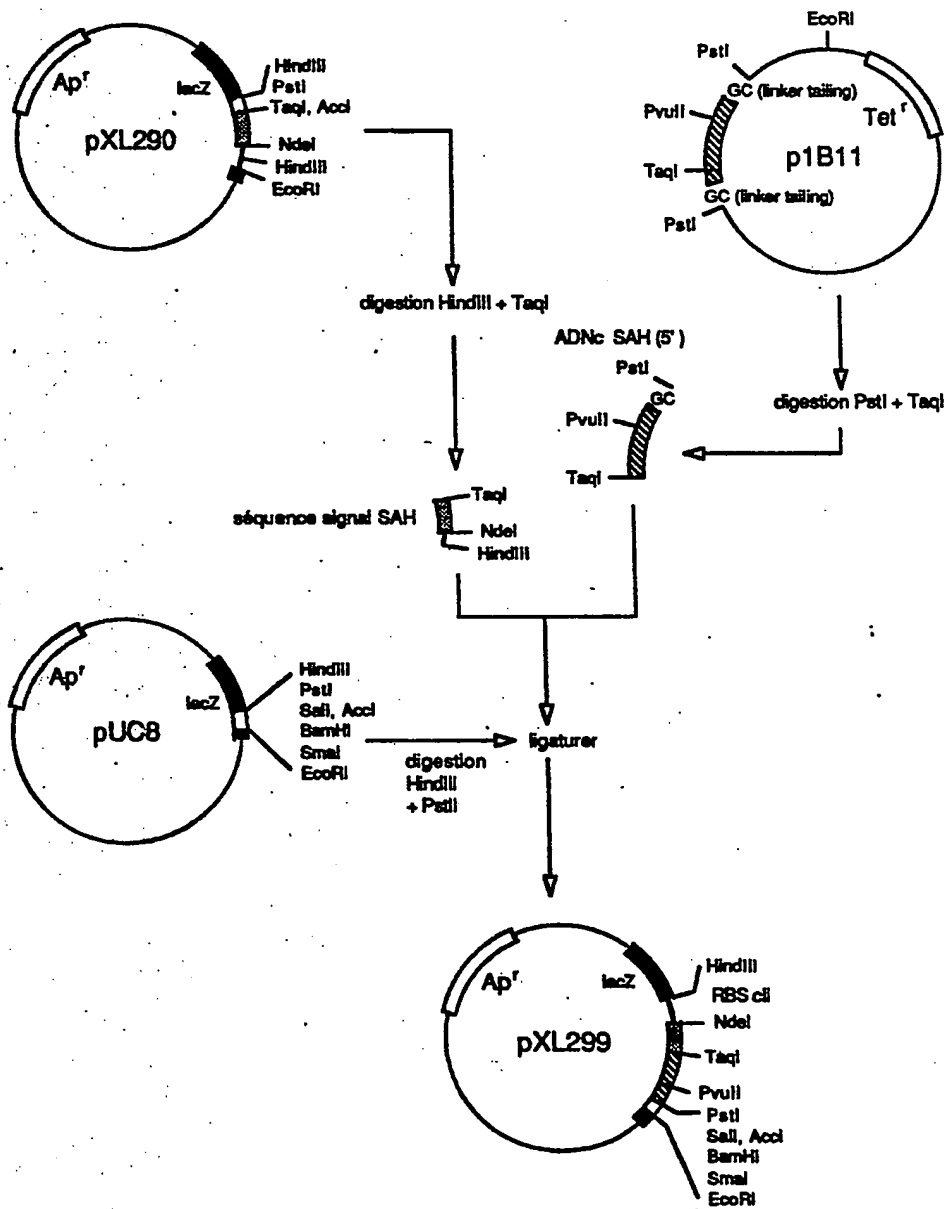 Ap^r
lacZ
HindIII
PstI
TaqI, AccI
NdeI
HindIII
EcoRI
pXL290
EcoRI
PstI
GC (linker tailing)
PvuII
Tet^r
TaqI
p1B11
GC (linker tailing)
PstI
digestion HindIII + TaqI
ADNc SAH (5')
PstI
GC
PvuII
TaqI
digestion PstI + TaqI
séquence signal SAH
TaqI
NdeI
HindIII
Ap^r
lacZ
HindIII
PstI
SalI, AccI
BamHI
SmaI
EcoRI
pUC8
digestion
HindIII
+ PstII
ligaturer
Ap^r
lacZ
HindIII
RBS cII
NdeI
TaqI
PvuII
PstI
SalI, AccI
BamHI
SmaI
EcoRI
pXL299